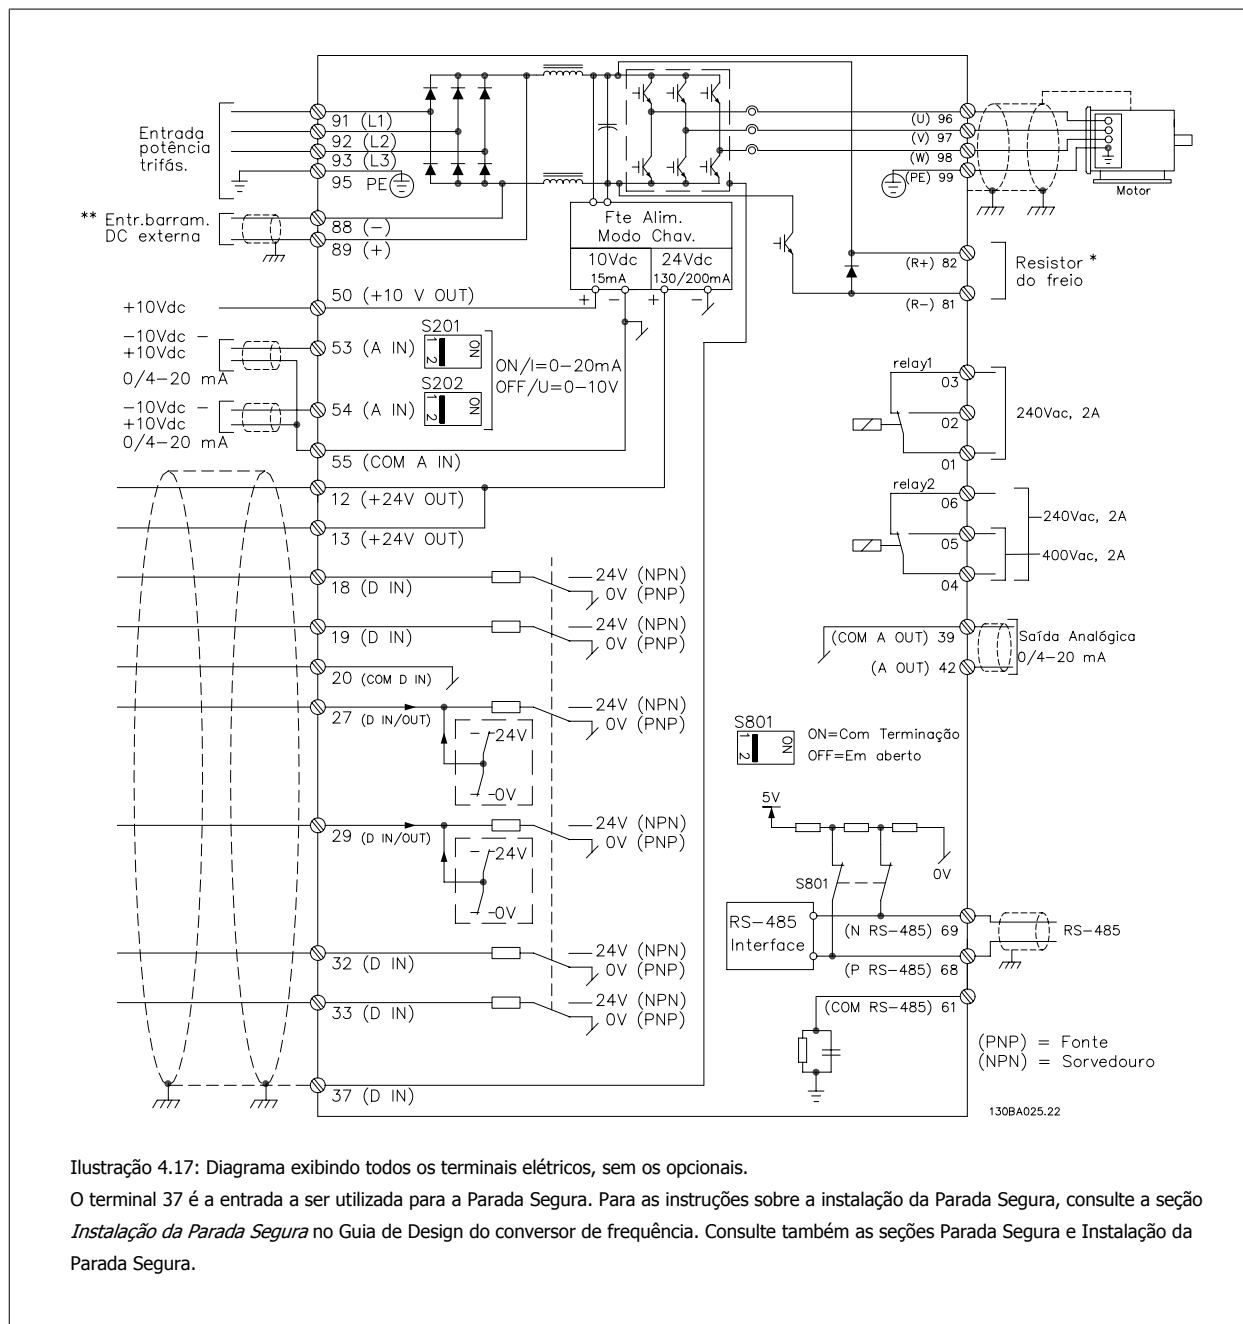 Entrada
potência
trifás.
91 (L1)
92 (L2)
93 (L3)
95 PE
** Entr.barram.
DC externa
88 (−)
89 (+)
Fte Alim.
Modo Chav.
10Vdc
15mA
24Vdc
130/200mA
+ − + −
(U) 96
(V) 97
(W) 98
(PE) 99
Motor
(R+) 82
(R−) 81
Resistor *
do freio
+10Vdc
50 (+10 V OUT)
−10Vdc −
+10Vdc
0/4−20 mA
53 (A IN)
S201
1 2 ON
ON/I=0−20mA
OFF/U=0−10V
S202
1 2 ON
−10Vdc −
+10Vdc
0/4−20 mA
54 (A IN)
55 (COM A IN)
12 (+24V OUT)
13 (+24V OUT)
relay1
03
02
01
240Vac, 2A
relay2
06
05
04
240Vac, 2A
400Vac, 2A
18 (D IN)
24V (NPN)
0V (PNP)
19 (D IN)
24V (NPN)
0V (PNP)
20 (COM D IN)
27 (D IN/OUT)
24V (NPN)
0V (PNP)
24V
0V
29 (D IN/OUT)
24V (NPN)
0V (PNP)
24V
0V
32 (D IN)
24V (NPN)
0V (PNP)
33 (D IN)
24V (NPN)
0V (PNP)
37 (D IN)
(COM A OUT) 39
(A OUT) 42
Saída Analógica
0/4−20 mA
S801
1 2 ON
ON=Com Terminação
OFF=Em aberto
5V
0V
S801
RS−485
Interface
(N RS−485) 69
(P RS−485) 68
(COM RS−485) 61
RS−485
(PNP) = Fonte
(NPN) = Sorvedouro
130BA025.22
Ilustração 4.17: Diagrama exibindo todos os terminais elétricos, sem os opcionais.
O terminal 37 é a entrada a ser utilizada para a Parada Segura. Para as instruções sobre a instalação da Parada Segura, consulte a seção
Instalação da Parada Segura no Guia de Design do conversor de frequência. Consulte também as seções Parada Segura e Instalação da
Parada Segura.